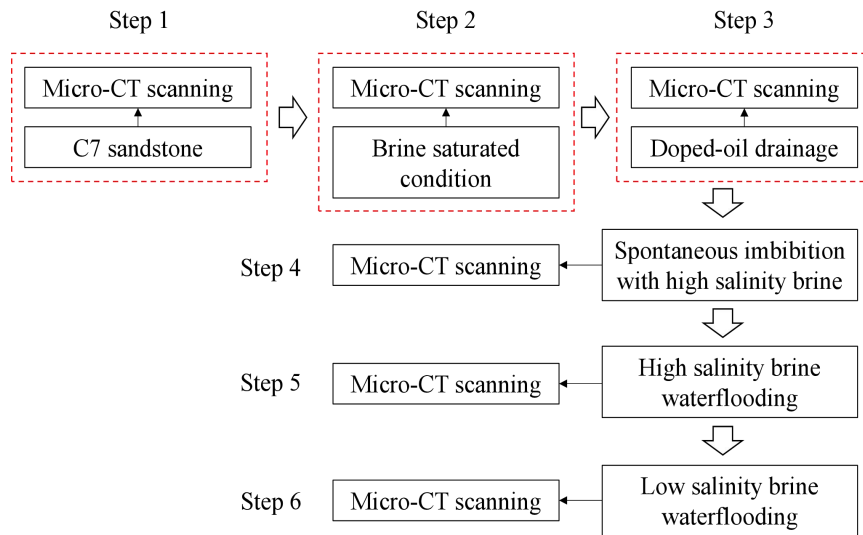 Step 1
Step 2
Step 3
Micro-CT scanning
Micro-CT scanning
Micro-CT scanning
C7 sandstone
Brine saturated
condition
Doped-oil drainage
Step 4
Micro-CT scanning
Spontaneous imbibition
with high salinity brine
Step 5
Micro-CT scanning
High salinity brine
waterflooding
Step 6
Micro-CT scanning
Low salinity brine
waterflooding